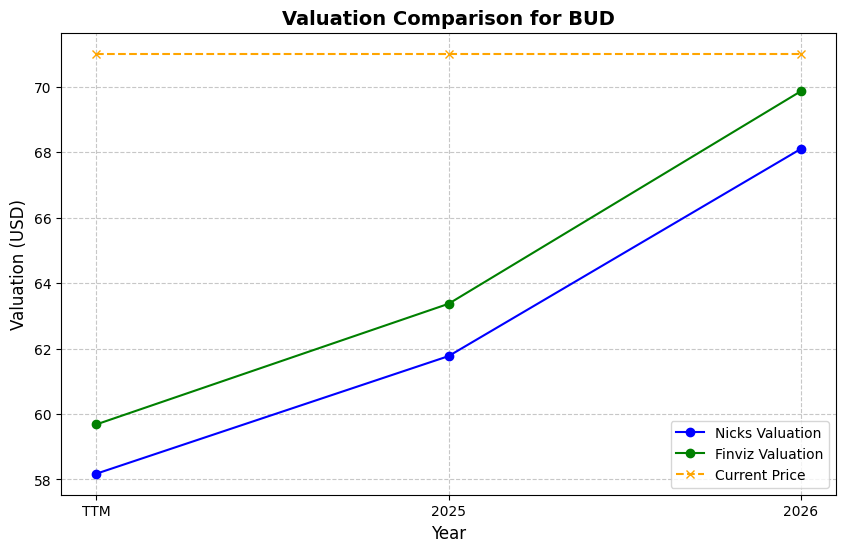 Valuation Comparison for BUD
Valuation (USD)
70
68
66
64
62
60
58
TTM
2025
2026
Year
Nicks Valuation
Finviz Valuation
Current Price